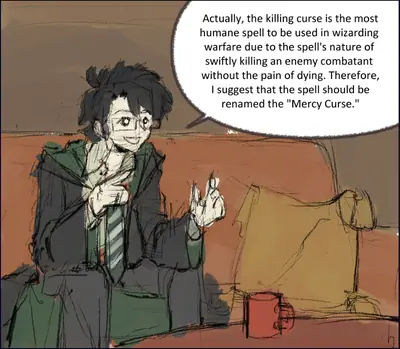 Actually, the killing curse is the most
humane spell to be used in wizarding
warfare due to the spell's nature of
swiftly killing an enemy combatant
without the pain of dying. Therefore,
I suggest that the spell should be
renamed the "Mercy Curse."